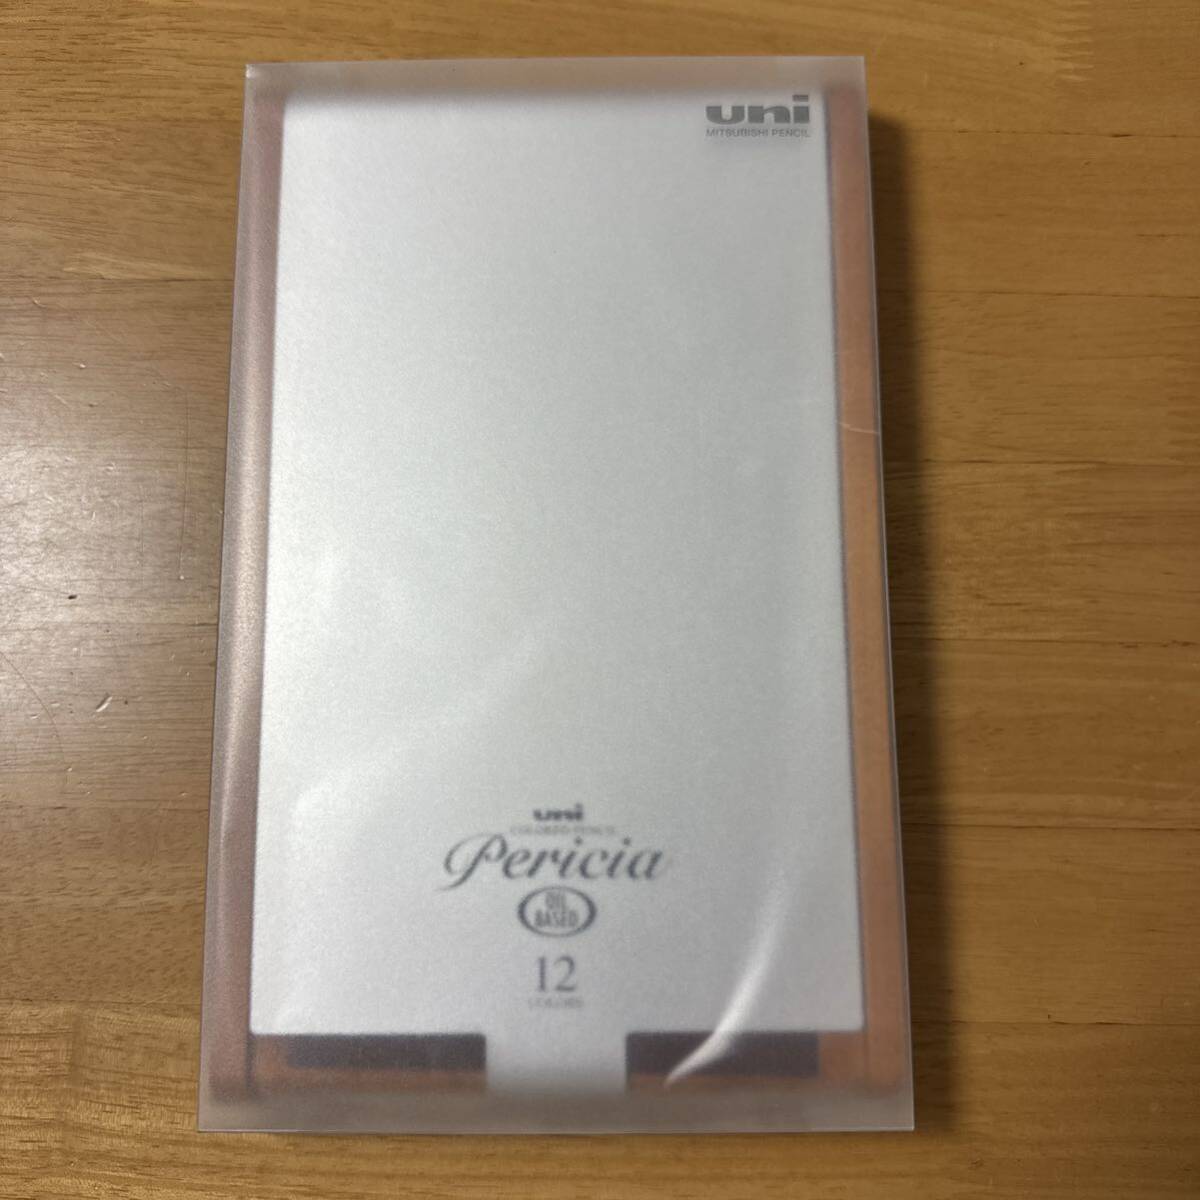 uni
MITSUBISHI PENCIL
uni
COLORED PENCIL
Pericia
OIL
BASED
12
COLORS